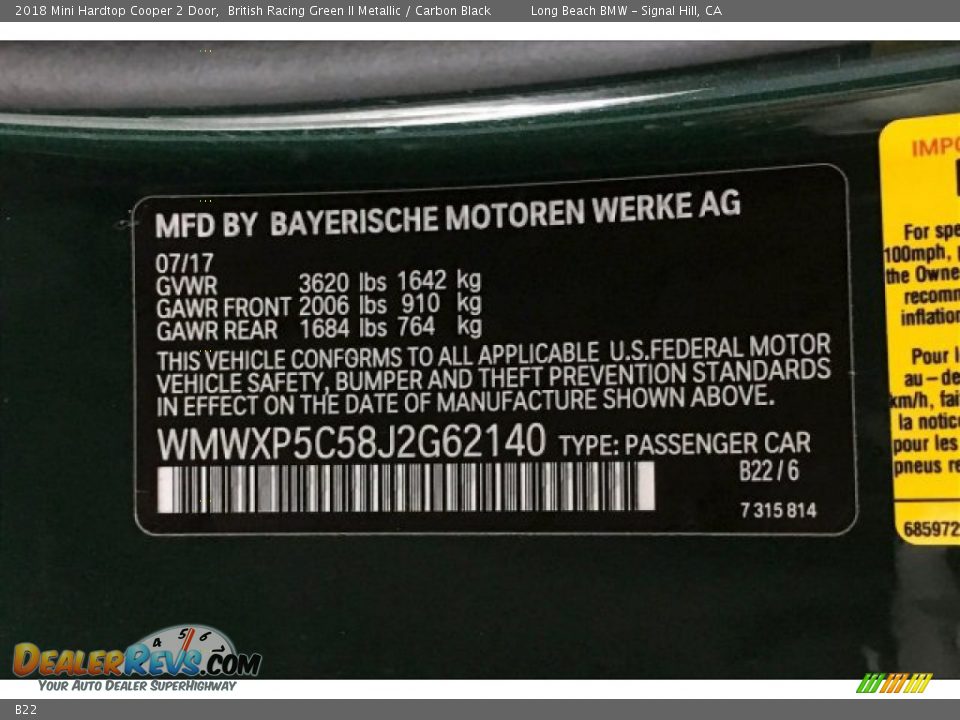 2018 Mini Hardtop Cooper 2 Door,  British Racing Green II Metallic / Carbon Black          Long Beach BMW - Signal Hill, CA
MFD BY BAYERISCHE MOTOREN WERKE AG
07/17
GVWR 3620 lbs 1642 kg
GAWR FRONT 2006 lbs 910 kg
GAWR REAR 1684 lbs 764 kg
THIS VEHICLE CONFORMS TO ALL APPLICABLE U.S.FEDERAL MOTOR
VEHICLE SAFETY, BUMPER AND THEFT PREVENTION STANDARDS
IN EFFECT ON THE DATE OF MANUFACTURE SHOWN ABOVE.
WMWXP5C58J2G62140 TYPE: PASSENGER CAR
B22 / 6
7 315 814
IMPO
For spe
100mph,
the Owne
recomm
inflation
Pour l
au-de
km/h, fai
la notice
pour les
pneus re
685972
4 5 6
DEALERREVS.COM
YOUR AUTO DEALER SUPERHIGHWAY
B22